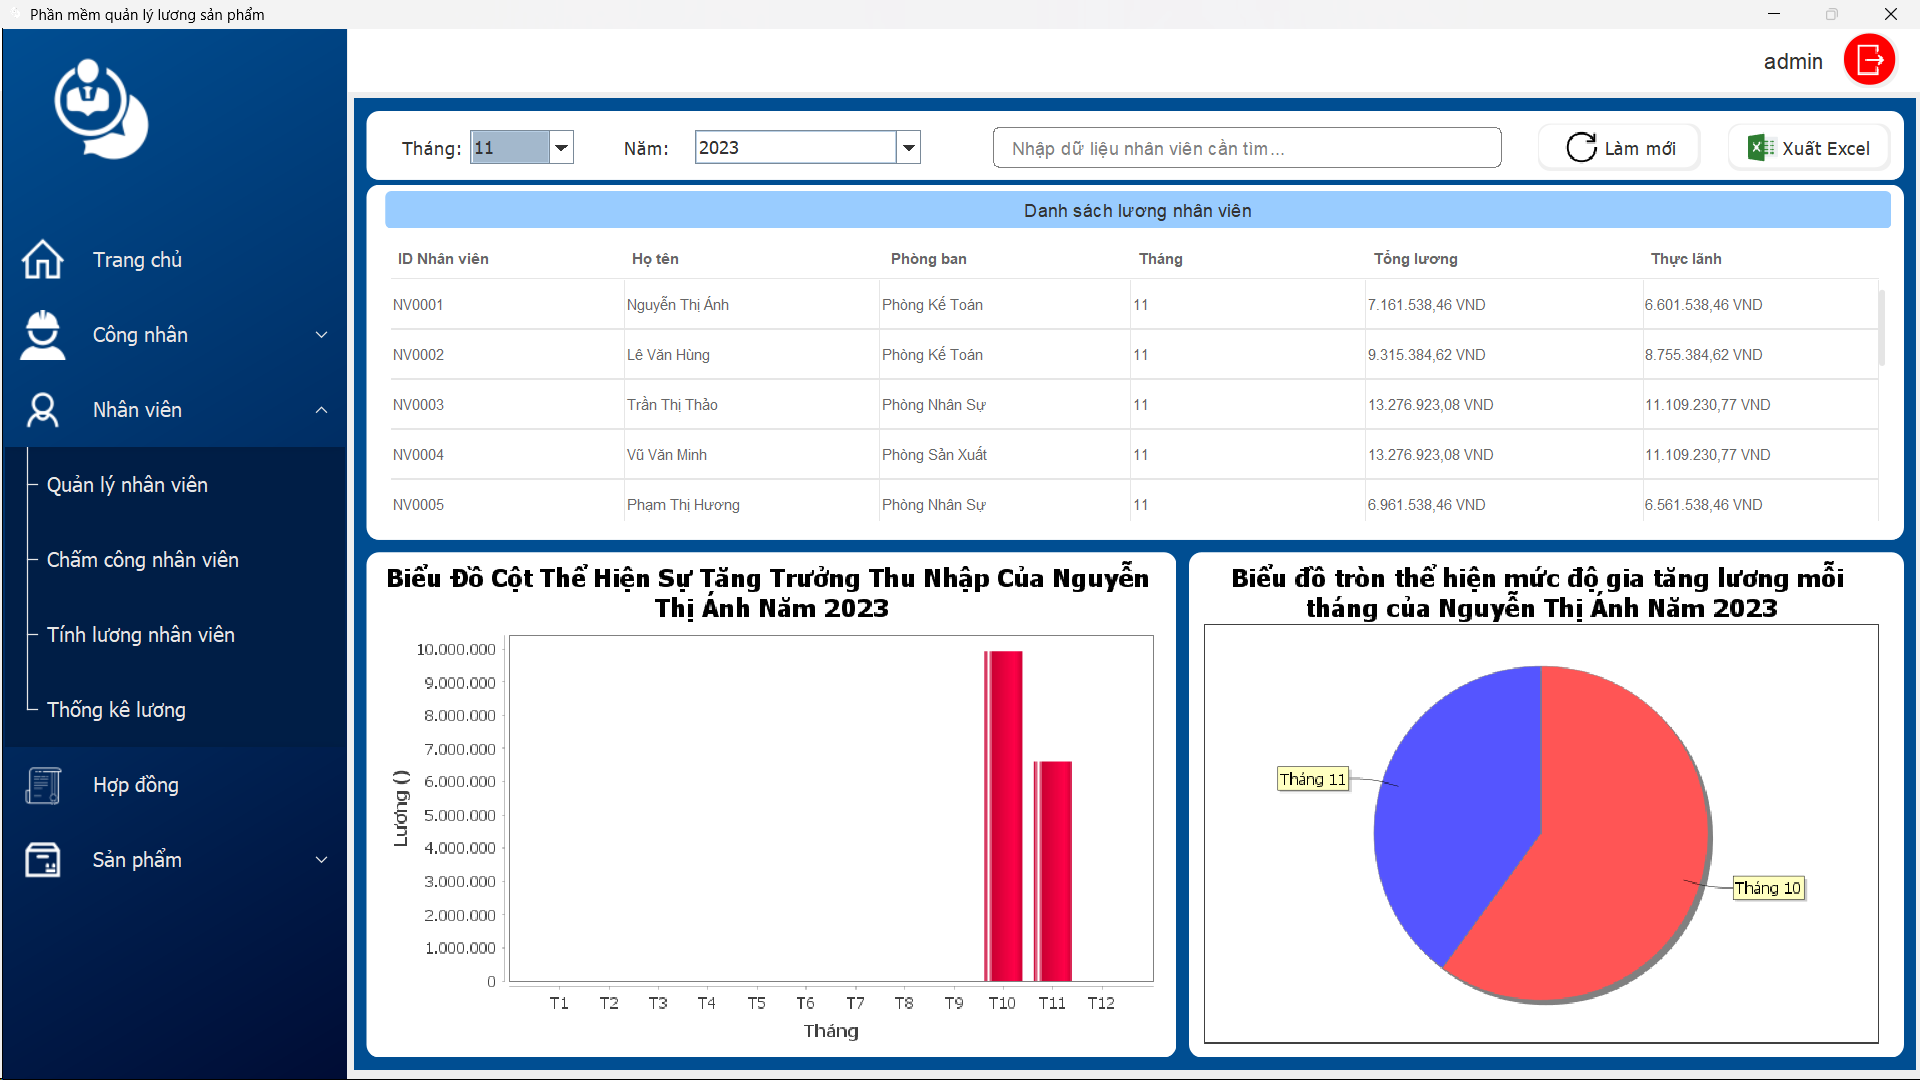 Phần mềm quản lý lương sản phẩm
admin
Trang chủ
Công nhân
Nhân viên
Quản lý nhân viên
Chấm công nhân viên
Tính lương nhân viên
Thống kê lương
Hợp đồng
Sản phẩm
Tháng: 11 Năm: 2023 Nhập dữ liệu nhân viên cần tìm... Làm mới Xuất Excel
Danh sách lương nhân viên
ID Nhân viên Họ tên Phòng ban Tháng Tổng lương Thực lãnh
NV0001 Nguyễn Thị Ánh Phòng Kế Toán 11 7.161.538,46 VND 6.601.538,46 VND
NV0002 Lê Văn Hùng Phòng Kế Toán 11 9.315.384,62 VND 8.755.384,62 VND
NV0003 Trần Thị Thảo Phòng Nhân Sự 11 13.276.923,08 VND 11.109.230,77 VND
NV0004 Vũ Văn Minh Phòng Sản Xuất 11 13.276.923,08 VND 11.109.230,77 VND
NV0005 Phạm Thị Hương Phòng Nhân Sự 11 6.961.538,46 VND 6.561.538,46 VND
Biểu Đồ Cột Thể Hiện Sự Tăng Trưởng Thu Nhập Của Nguyễn
Thị Ánh Năm 2023
Lương ()
10.000.000
9.000.000
8.000.000
7.000.000
6.000.000
5.000.000
4.000.000
3.000.000
2.000.000
1.000.000
0
T1 T2 T3 T4 T5 T6 T7 T8 T9 T10 T11 T12
Tháng
Biểu đồ tròn thể hiện mức độ gia tăng lương mỗi
tháng của Nguyễn Thị Ánh Năm 2023
Tháng 11
Tháng 10